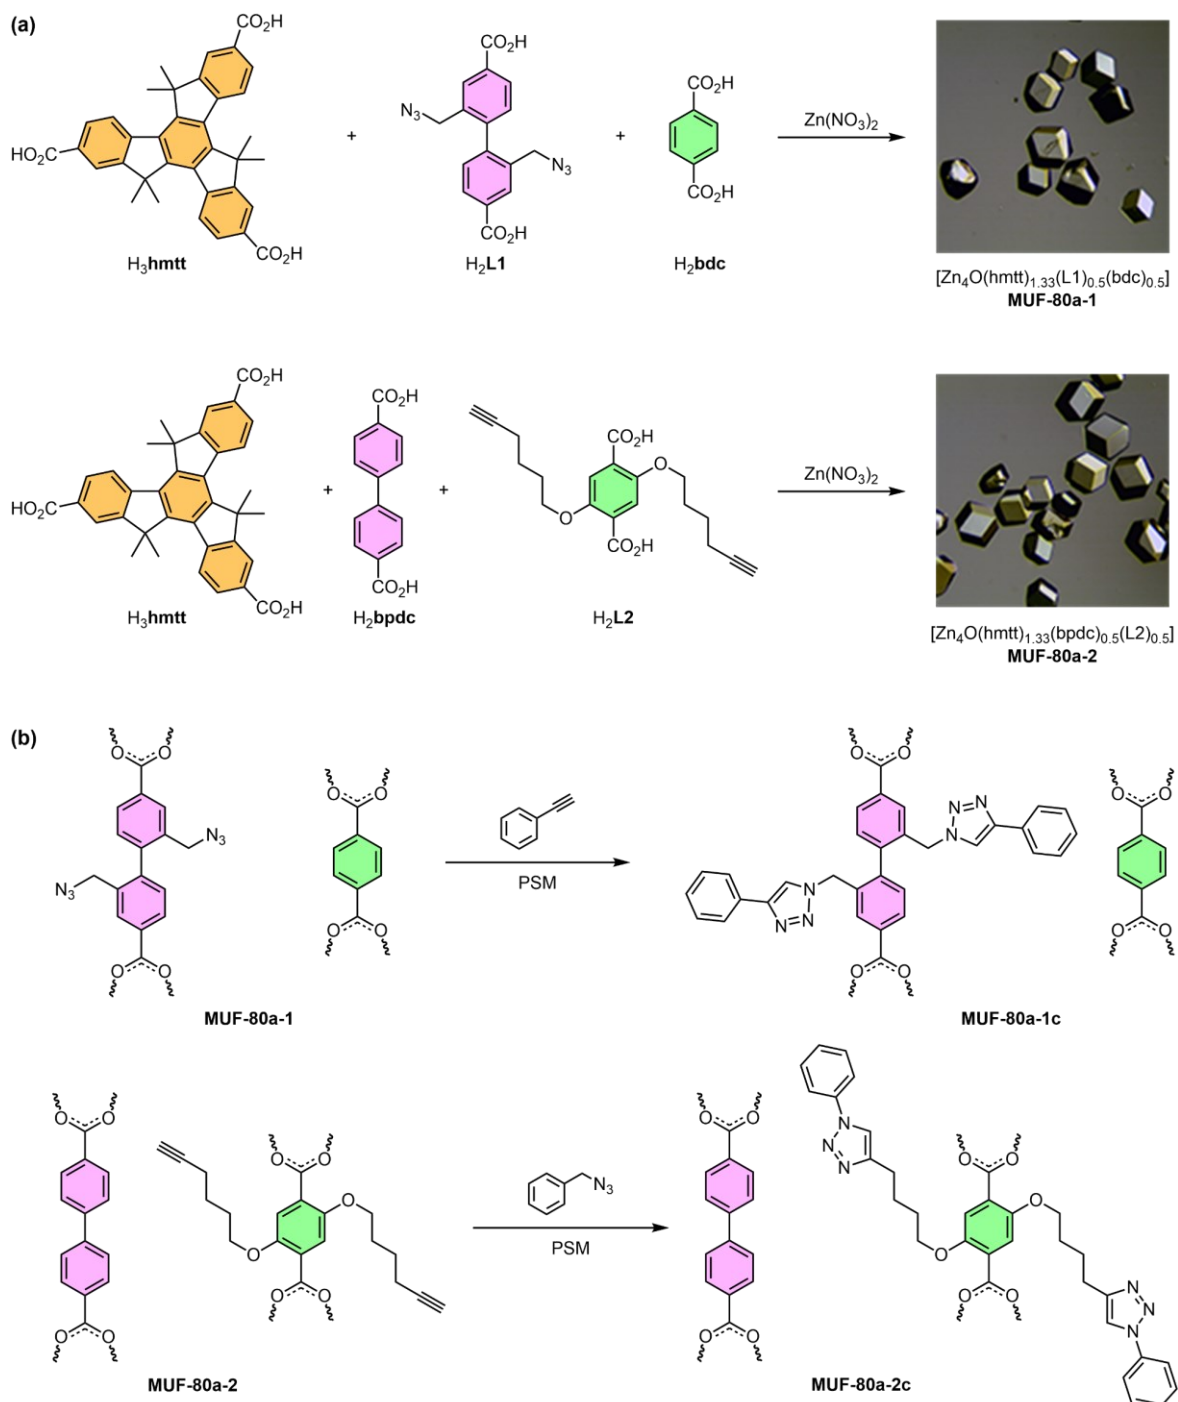 (a)
CO₂H
HO₂C
CO₂H
H₃hmtt
+
CO₂H
N₃
N₃
CO₂H
H₂L1
+
CO₂H
CO₂H
H₂bdc
Zn(NO₃)₂
[Zn₄O(hmtt)₁.₃₃(L1)₀.₅(bdc)₀.₅]
MUF-80a-1
CO₂H
HO₂C
CO₂H
H₃hmtt
+
CO₂H
CO₂H
H₂bpdc
+
CO₂H
O
O
CO₂H
H₂L2
Zn(NO₃)₂
[Zn₄O(hmtt)₁.₃₃(bpdc)₀.₅(L2)₀.₅]
MUF-80a-2
(b)
O O
N₃
N₃
O O
O O
O O
MUF-80a-1
PSM
O O
N N
N
N
N N
O O
O O
O O
MUF-80a-1c
O O
O O
O O
O
O
O O
MUF-80a-2
N₃
PSM
O O
O O
N
N
N
O O
O
O
O O
N
N
N
MUF-80a-2c